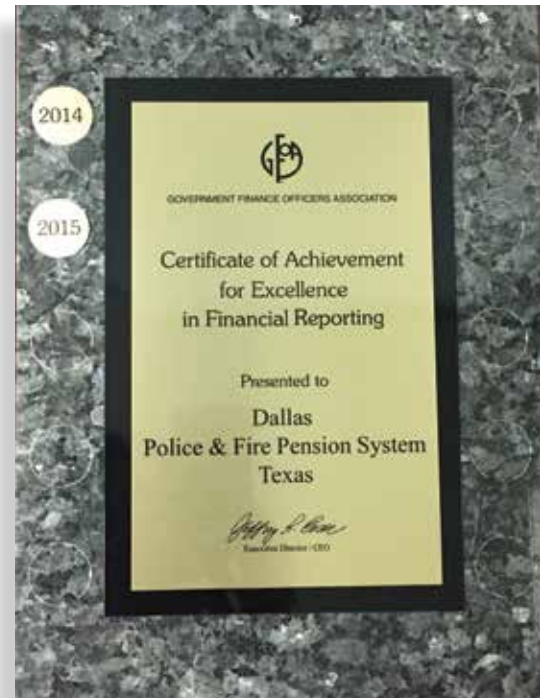 2014
2015
GFOA
GOVERNMENT FINANCE OFFICERS ASSOCIATION
Certificate of Achievement
for Excellence
in Financial Reporting
Presented to
Dallas
Police & Fire Pension System
Texas
Executive Director / CEO